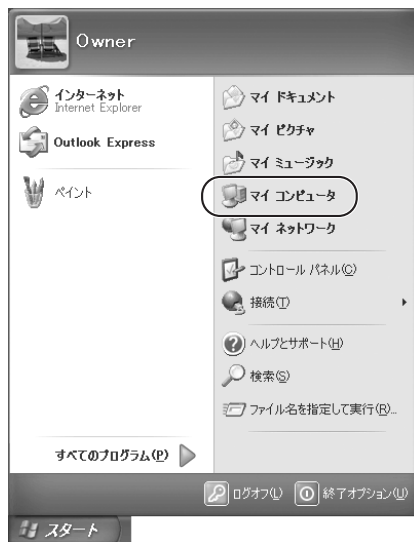 Owner
インターネット
Internet Explorer
Outlook Express
ペイント
すべてのプログラム(P)
マイ ドキュメント
マイ ピクチャ
マイ ミュージック
マイ コンピュータ
マイ ネットワーク
コントロール パネル(C)
接続(T)
ヘルプとサポート(H)
検索(S)
ファイル名を指定して実行(R)...
ログオフ(L)
終了オプション(U)
スタート